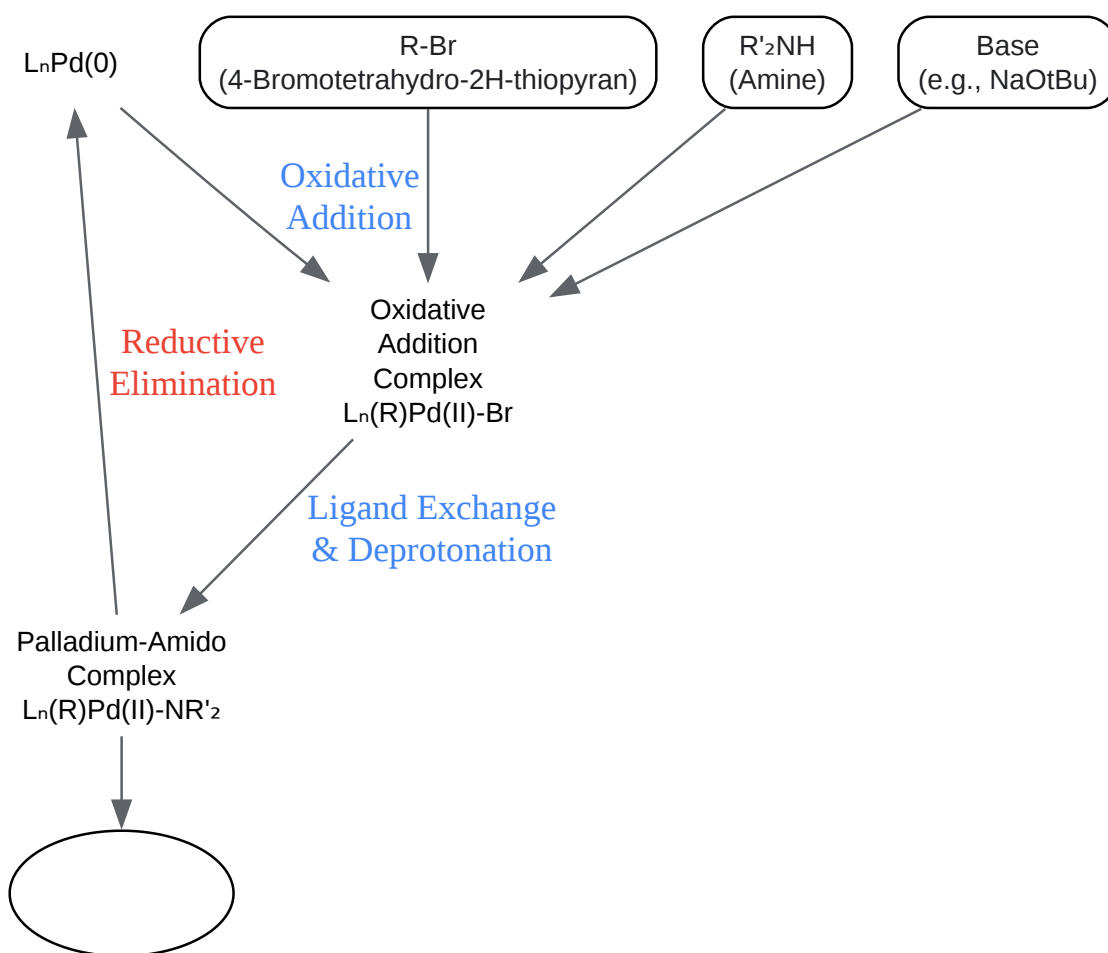 LₙPd(0)
R-Br
(4-Bromotetrahydro-2H-thiopyran)
R'₂NH
(Amine)
Base
(e.g., NaOtBu)
Oxidative
Addition
Oxidative
Addition
Complex
Lₙ(R)Pd(II)-Br
Reductive
Elimination
Ligand Exchange
& Deprotonation
Palladium-Amido
Complex
Lₙ(R)Pd(II)-NR'₂